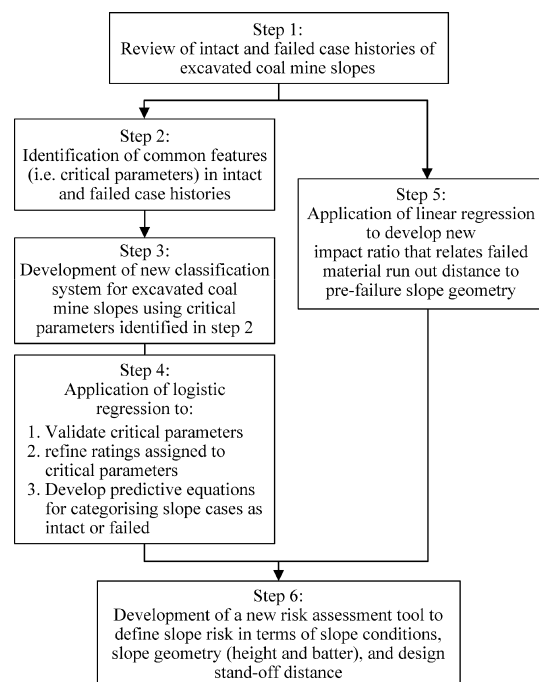 Step 1:
Review of intact and failed case histories of
excavated coal mine slopes
Step 2:
Identification of common features
(i.e. critical parameters) in intact
and failed case histories
Step 3:
Development of new classification
system for excavated coal
mine slopes using critical
parameters identified in step 2
Step 4:
Application of logistic
regression to:
1. Validate critical parameters
2. refine ratings assigned to
critical parameters
3. Develop predictive equations
for categorising slope cases as
intact or failed
Step 5:
Application of linear regression
to develop new
impact ratio that relates failed
material run out distance to
pre-failure slope geometry
Step 6:
Development of a new risk assessment tool to
define slope risk in terms of slope conditions,
slope geometry (height and batter), and design
stand-off distance